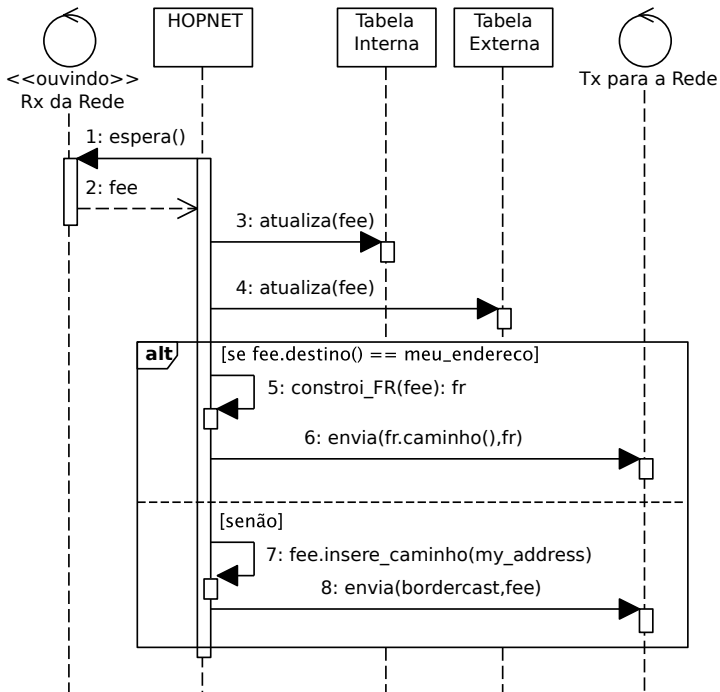 HOPNET
Tabela
Interna
Tabela
Externa
<<ouvindo>>
Rx da Rede
Tx para a Rede
1: espera()
2: fee
3: atualiza(fee)
4: atualiza(fee)
alt
[se fee.destino() == meu_endereco]
5: constroi_FR(fee): fr
6: envia(fr.caminho(),fr)
[senão]
7: fee.insere_caminho(my_address)
8: envia(bordercast,fee)